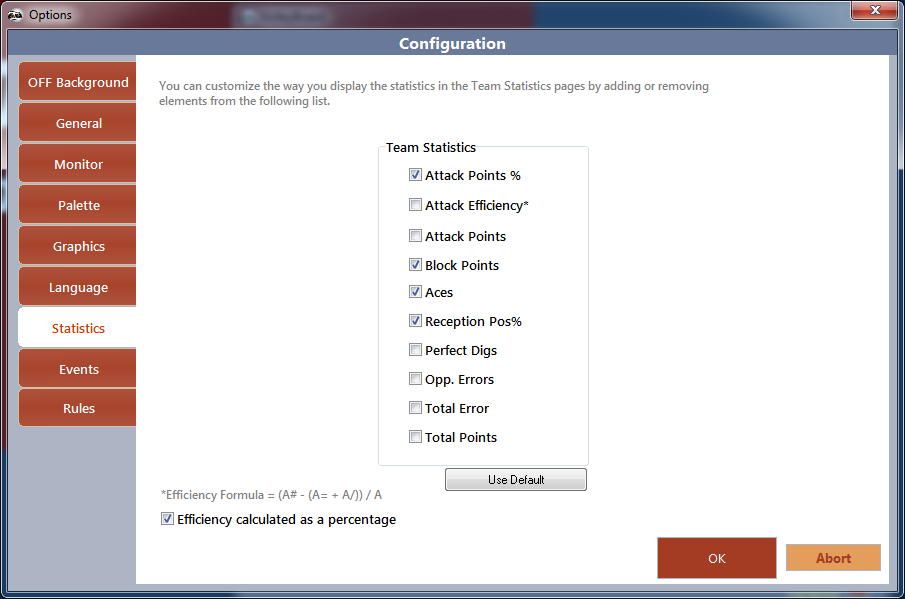 Options
Configuration
OFF Background
General
Monitor
Palette
Graphics
Language
Statistics
Events
Rules
You can customize the way you display the statistics in the Team Statistics pages by adding or removing
elements from the following list.
Team Statistics
Attack Points %
Attack Efficiency*
Attack Points
Block Points
Aces
Reception Pos%
Perfect Digs
Opp. Errors
Total Error
Total Points
Use Default
*Efficiency Formula = (A# - (A= + A/)) / A
Efficiency calculated as a percentage
OK
Abort